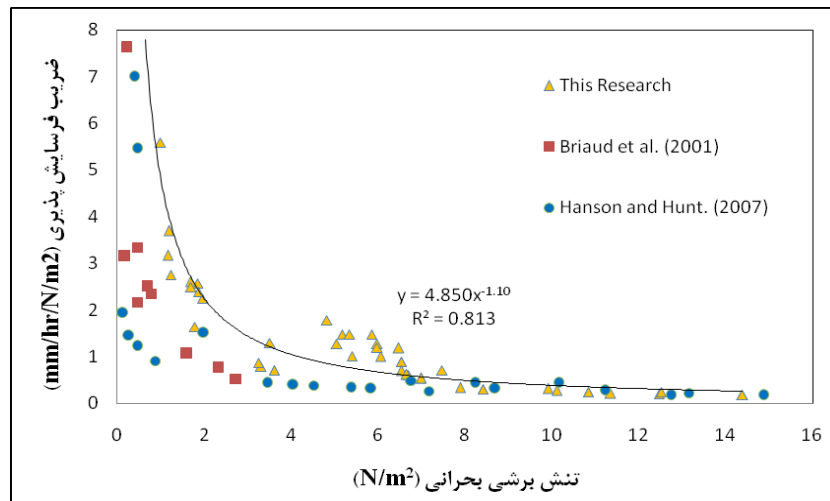 ضریب فرسایش پذیری (mm/hr/N/m2)
8
7
6
5
4
3
2
1
0
This Research
Briaud et al. (2001)
Hanson and Hunt. (2007)
y = 4.850x⁻¹·¹⁰
R² = 0.813
0 2 4 6 8 10 12 14 16
تنش برشی بحرانی (N/m²)